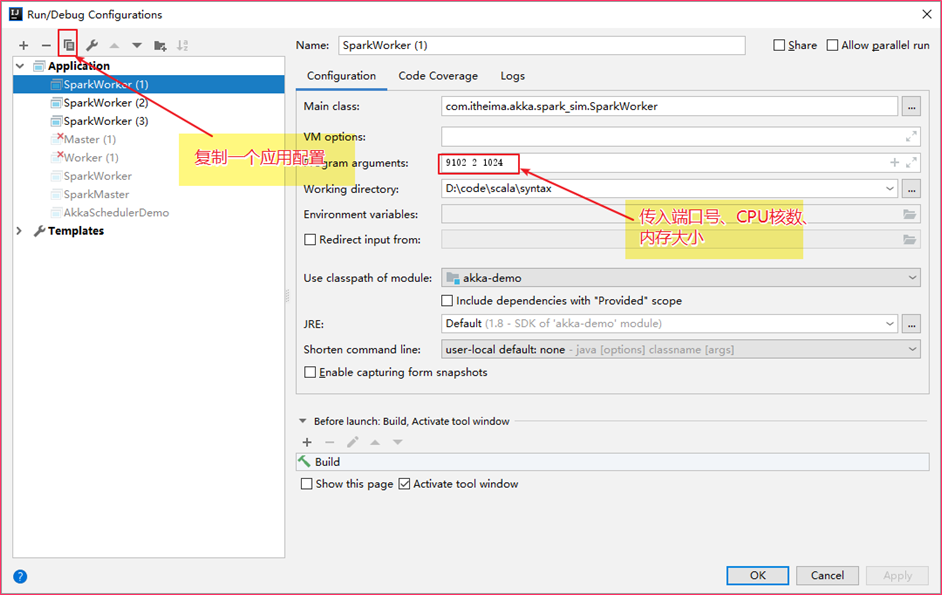 Run/Debug Configurations
Name: SparkWorker (1)
Share
Allow parallel run
Application
SparkWorker (1)
SparkWorker (2)
SparkWorker (3)
Master (1)
Worker (1)
SparkWorker
SparkMaster
AkkaSchedulerDemo
Templates
复制一个应用配置
Configuration
Code Coverage
Logs
Main class: com.itheima.akka.spark_sim.SparkWorker
VM options:
gram arguments: 9102 2 1024
Working directory: D:\code\scala\syntax
Environment variables:
传入端口号、CPU核数、
内存大小
Redirect input from:
Use classpath of module: akka-demo
Include dependencies with "Provided" scope
JRE: Default (1.8 - SDK of 'akka-demo' module)
Shorten command line: user-local default: none - java [options] classname [args]
Enable capturing form snapshots
Before launch: Build, Activate tool window
Build
Show this page
Activate tool window
OK
Cancel
Apply